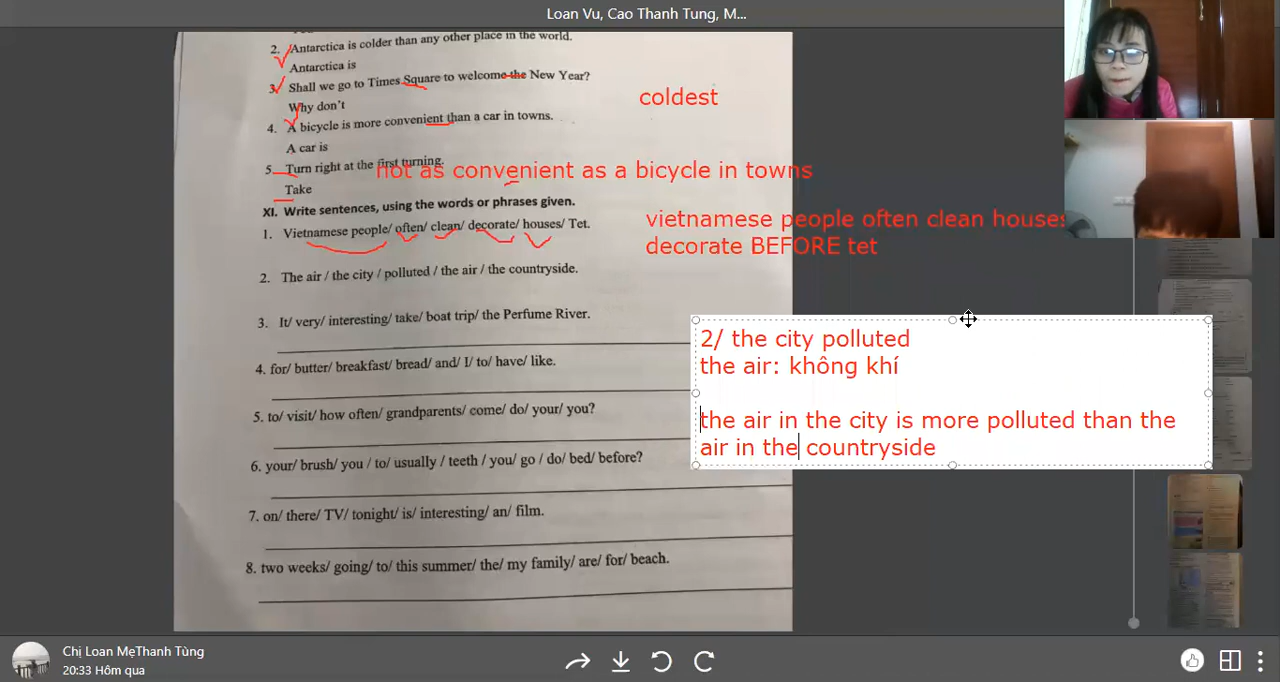 Loan Vu, Cao Thanh Tung, M...
2. Antarctica is colder than any other place in the world.
Antarctica is
3. Shall we go to Times Square to welcome the New Year?
Why don't
coldest
4. A bicycle is more convenient than a car in towns.
A car is
not as convenient as a bicycle in towns
5. Turn right at the first turning.
Take
XI. Write sentences, using the words or phrases given.
1. Vietnamese people/ often/ clean/ decorate/ houses/ Tet.
vietnamese people often clean houses
decorate BEFORE tet
2. The air / the city / polluted / the air / the countryside.
3. It/ very/ interesting/ take/ boat trip/ the Perfume River.
2/ the city polluted
the air: không khí
the air in the city is more polluted than the
air in the countryside
4. for/ butter/ breakfast/ bread/ and/ I/ to/ have/ like.
5. to/ visit/ how often/ grandparents/ come/ do/ your/ you?
6. your/ brush/ you / to/ usually / teeth / you/ go / do/ bed/ before?
7. on/ there/ TV/ tonight/ is/ interesting/ an/ film.
8. two weeks/ going/ to/ this summer/ the/ my family/ are/ for/ beach.
Chị Loan MẹThanh Tùng
20:33 Hôm qua